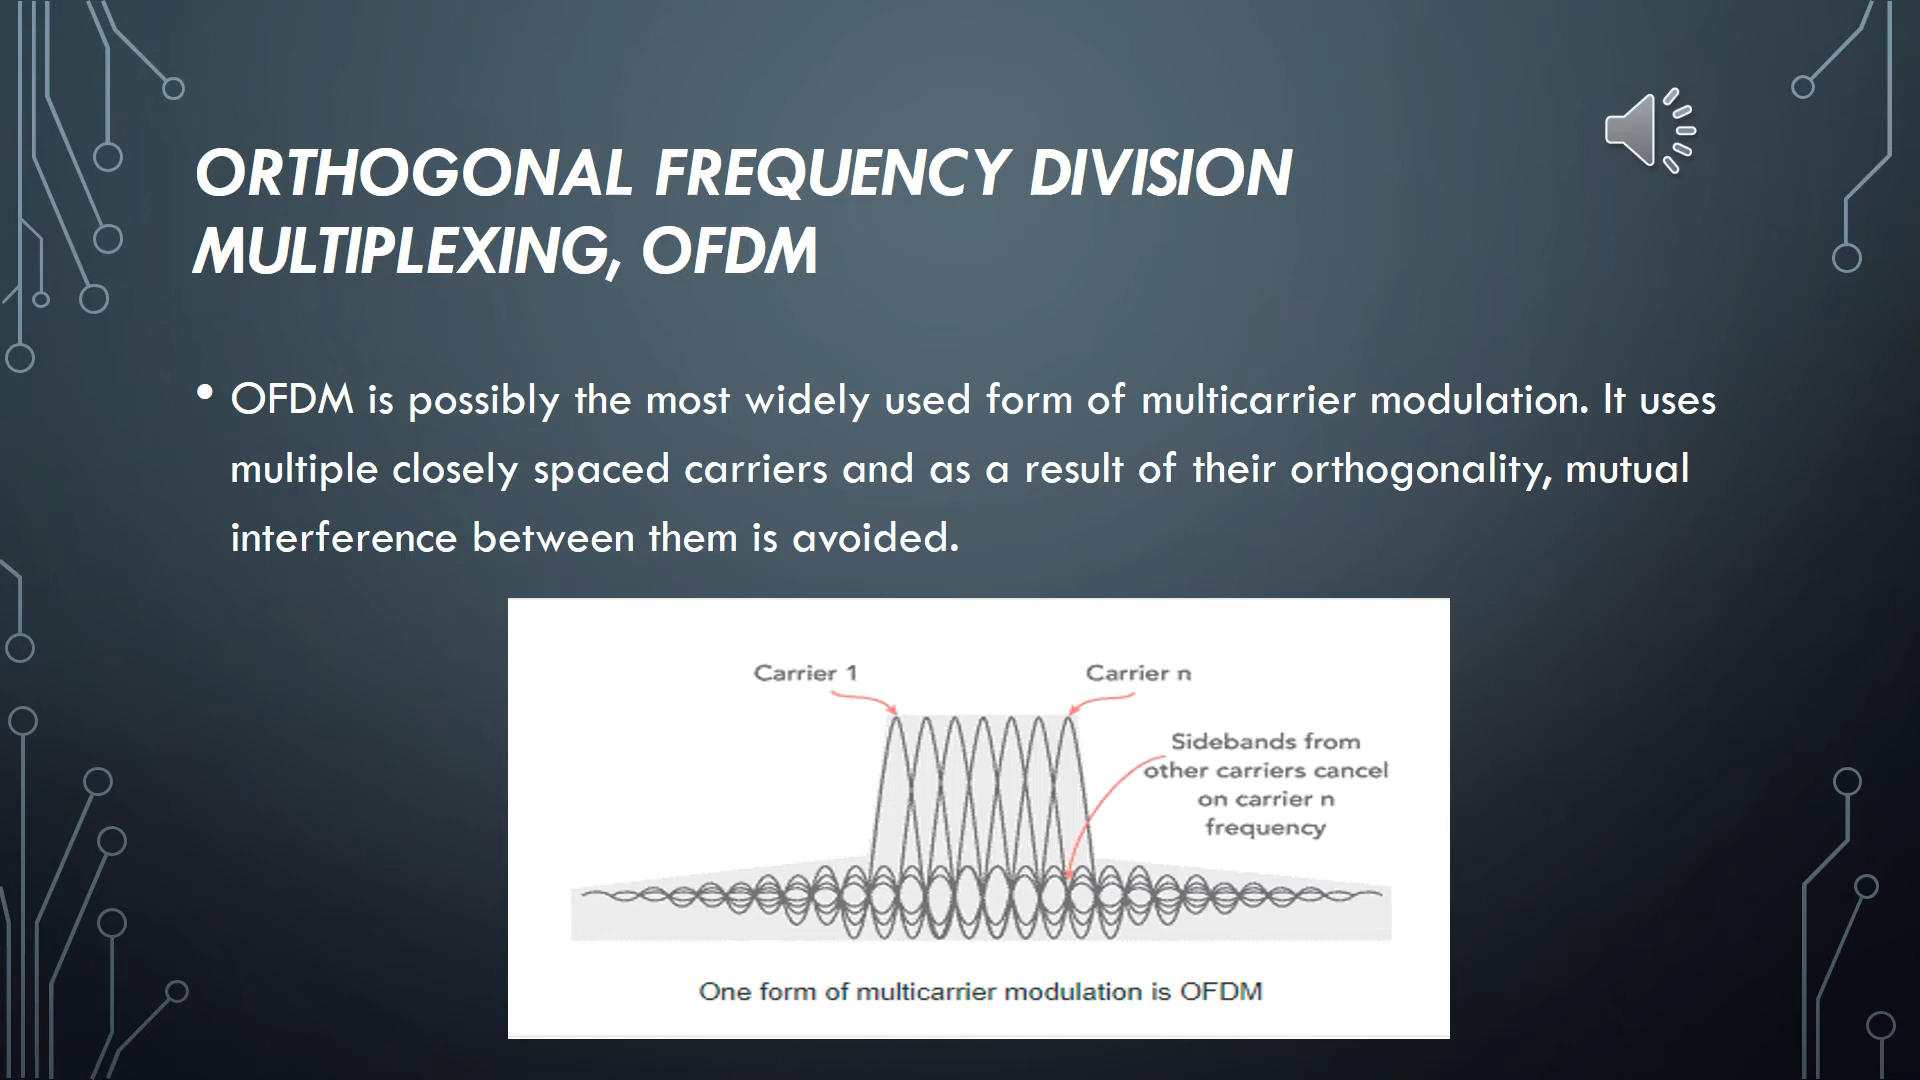 ORTHOGONAL FREQUENCY DIVISION
MULTIPLEXING, OFDM
• OFDM is possibly the most widely used form of multicarrier modulation. It uses
multiple closely spaced carriers and as a result of their orthogonality, mutual
interference between them is avoided.
Carrier 1
Carrier n
Sidebands from
other carriers cancel
on carrier n
frequency
One form of multicarrier modulation is OFDM